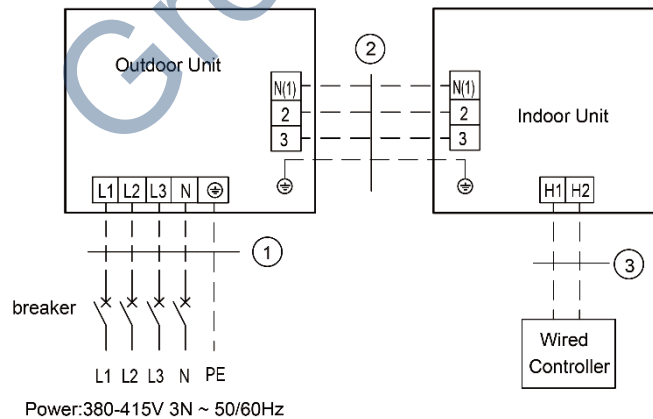 Gr
Outdoor Unit
N(1)
2
3
L1 L2 L3 N
2
N(1)
2
3
Indoor Unit
H1 H2
1
3
breaker
L1 L2 L3 N PE
Wired
Controller
Power:380-415V 3N ~ 50/60Hz